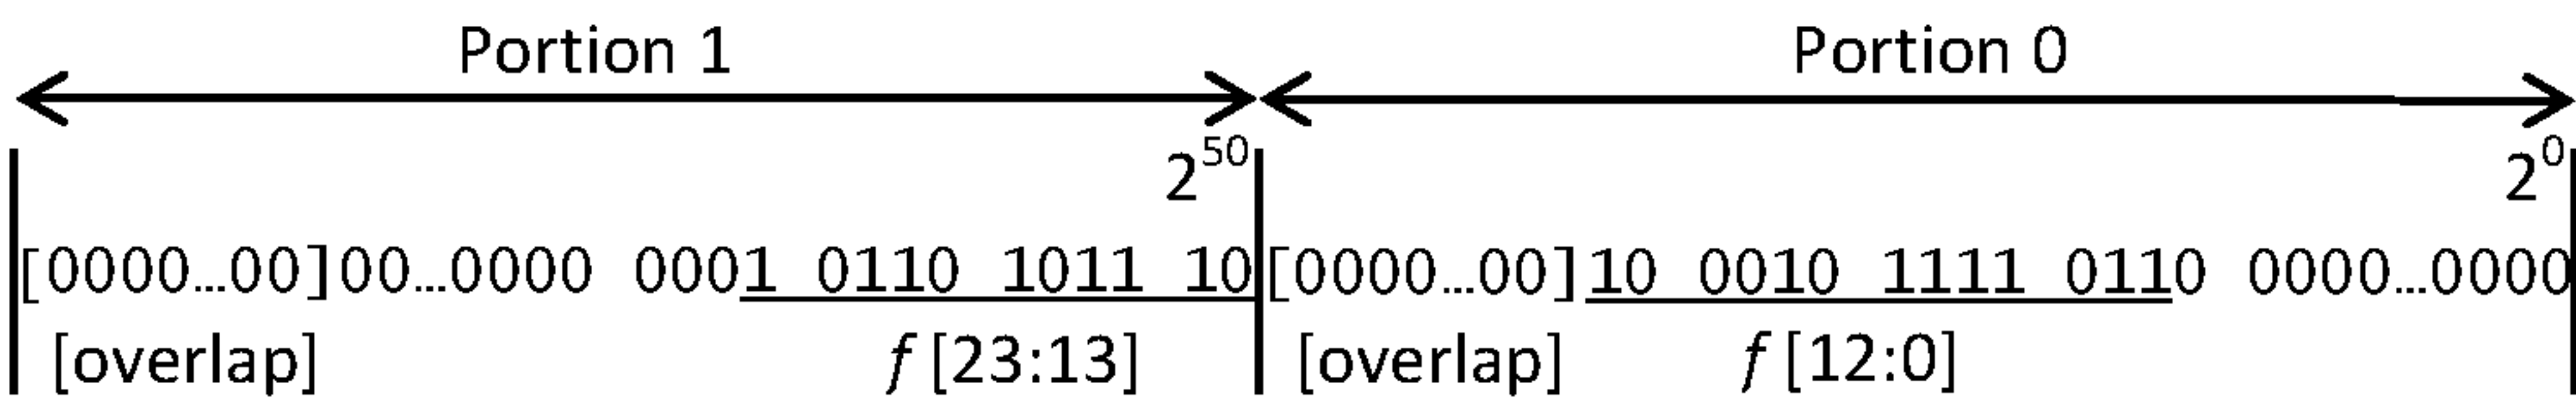 Portion 1 Portion 0
2^50 2^0
[0000...00]00...0000 0001 0110 1011 10 [0000...00]10 0010 1111 0110 0000...0000
[overlap] f[23:13] [overlap] f[12:0]